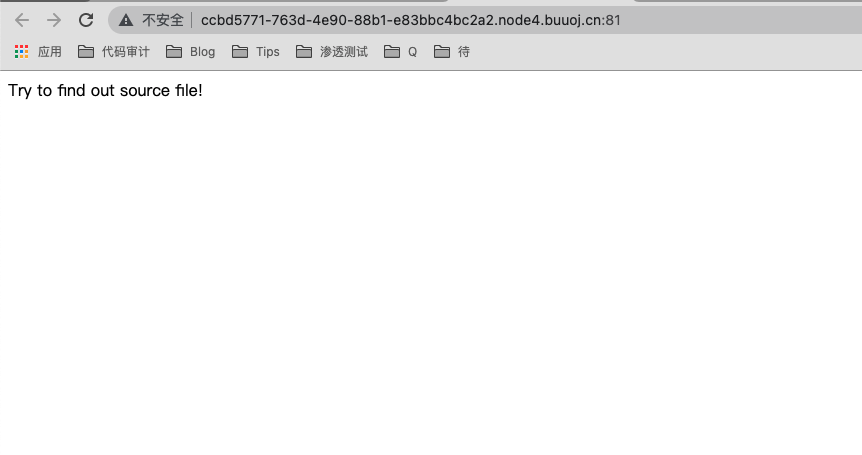 不安全 ccbd5771-763d-4e90-88b1-e83bbc4bc2a2.node4.buuoj.cn:81
应用 代码审计 Blog Tips 渗透测试 Q 待
Try to find out source file!